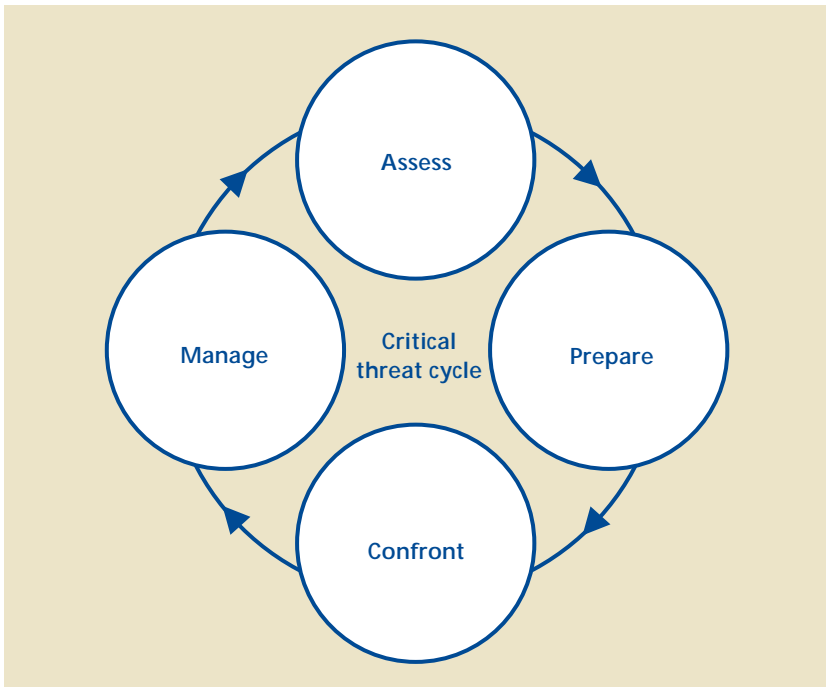 Assess
Manage
Critical
threat cycle
Prepare
Confront